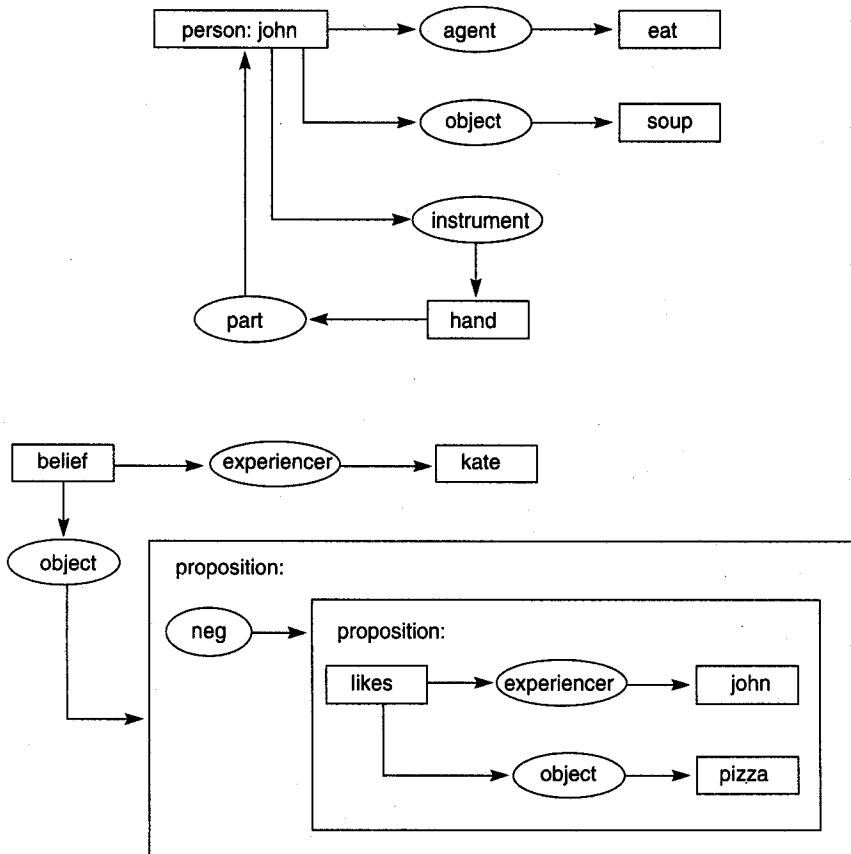 person: john
agent
eat
object
soup
instrument
part
hand
belief
experiencer
kate
object
proposition:
neg
proposition:
likes
experiencer
john
object
pizza